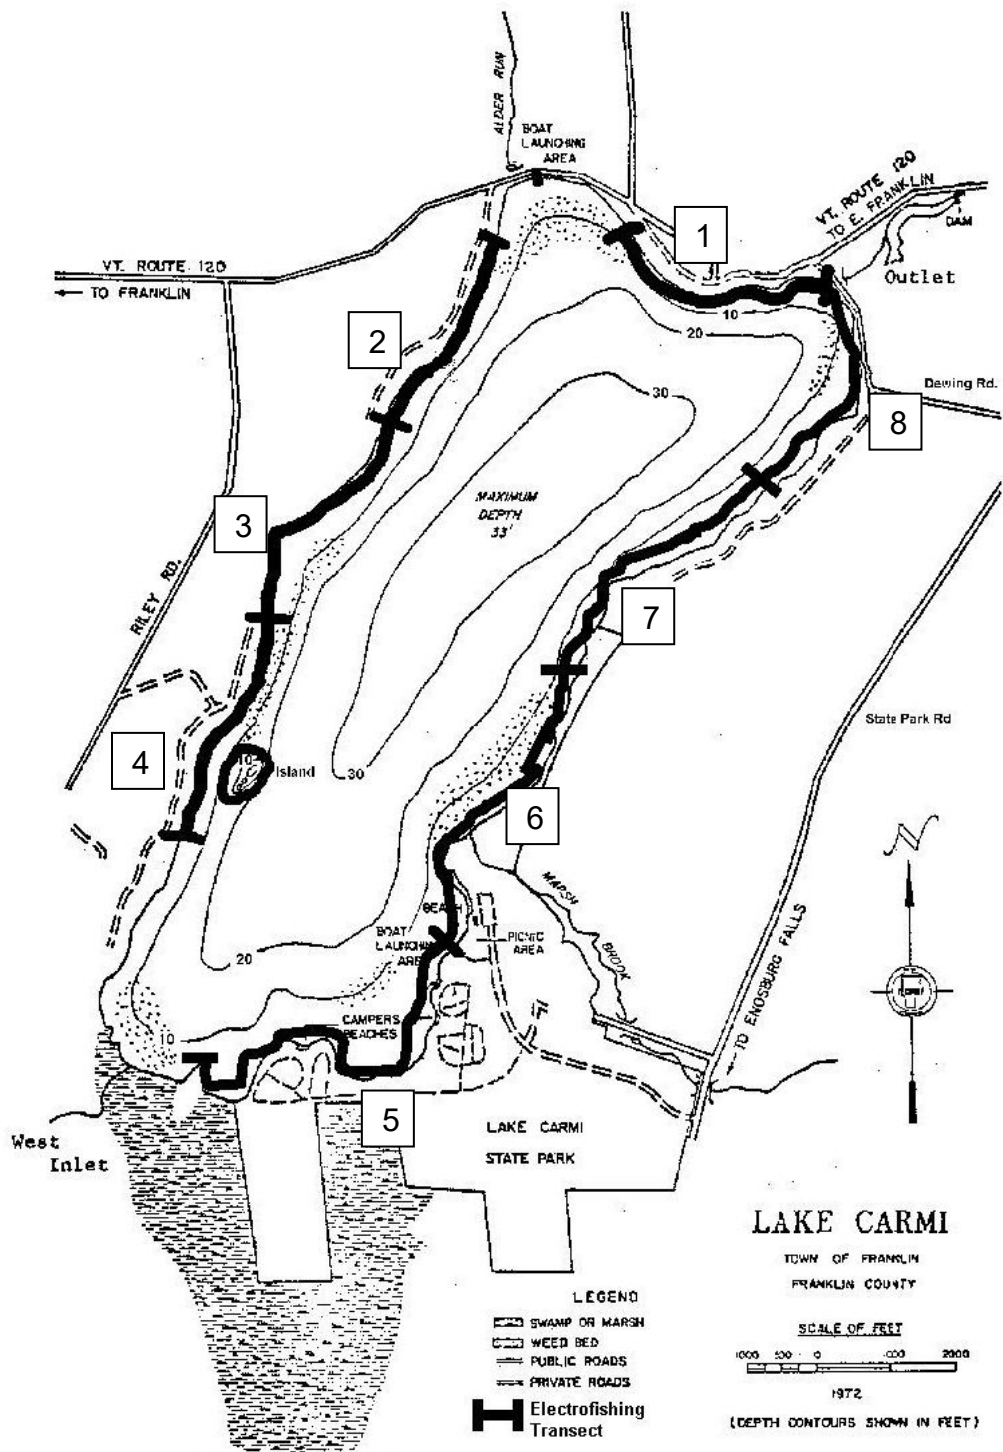 ALDER RUN
BOAT
LAUNCHING
AREA
VT. ROUTE 120
TO E. FRANKLIN
DAM
1
Outlet
VT. ROUTE 120
← TO FRANKLIN
2
10
20
30
Dewing Rd.
8
MAXIMUM
DEPTH
33'
3
RILEY RD.
7
State Park Rd
4
10
Island
30
6
N
MARSH
BROOK
BEACH
BOAT
LAUNCHING
AREA
PICNIC
AREA
20
TO ENOSBURG FALLS
CAMPERS
BEACHES
10
5
West
Inlet
LAKE CARMI
STATE PARK
LAKE CARMI
TOWN OF FRANKLIN
FRANKLIN COUNTY
LEGEND
SWAMP OR MARSH
WEED BED
PUBLIC ROADS
PRIVATE ROADS
Electrofishing
Transect
SCALE OF FEET
1000 500 0 1000 2000
1972
(DEPTH CONTOURS SHOWN IN FEET)